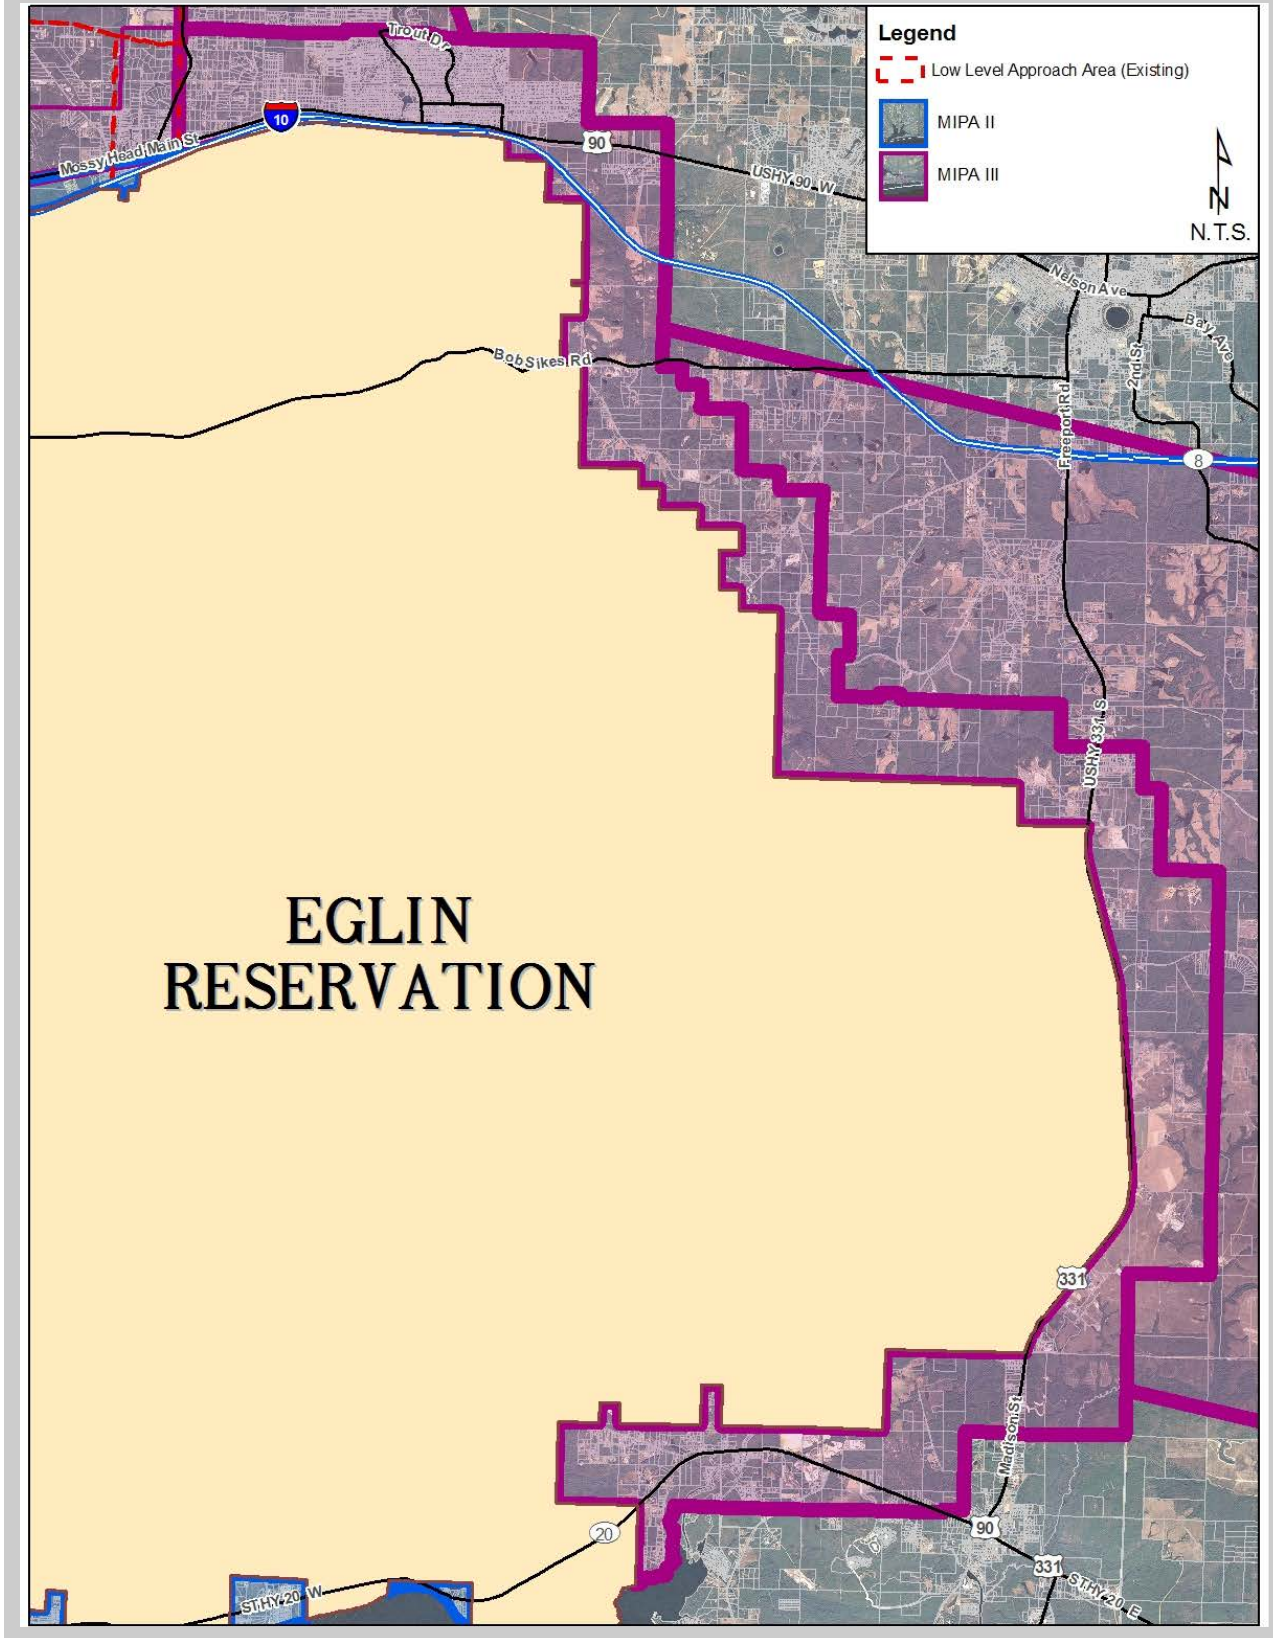 Legend
Low Level Approach Area (Existing)
MIPA II
MIPA III
N
N.T.S.
Trout Dr
10
Mossy Head Main St
90
USHY 90 W
Nelson Ave
Bay Ave
2nd St
Bob Sikes Rd
Freeport Rd
8
USHY 331 S
EGLIN
RESERVATION
331
Madison St
20
90
331
STHY 20 W
STHY 20 E